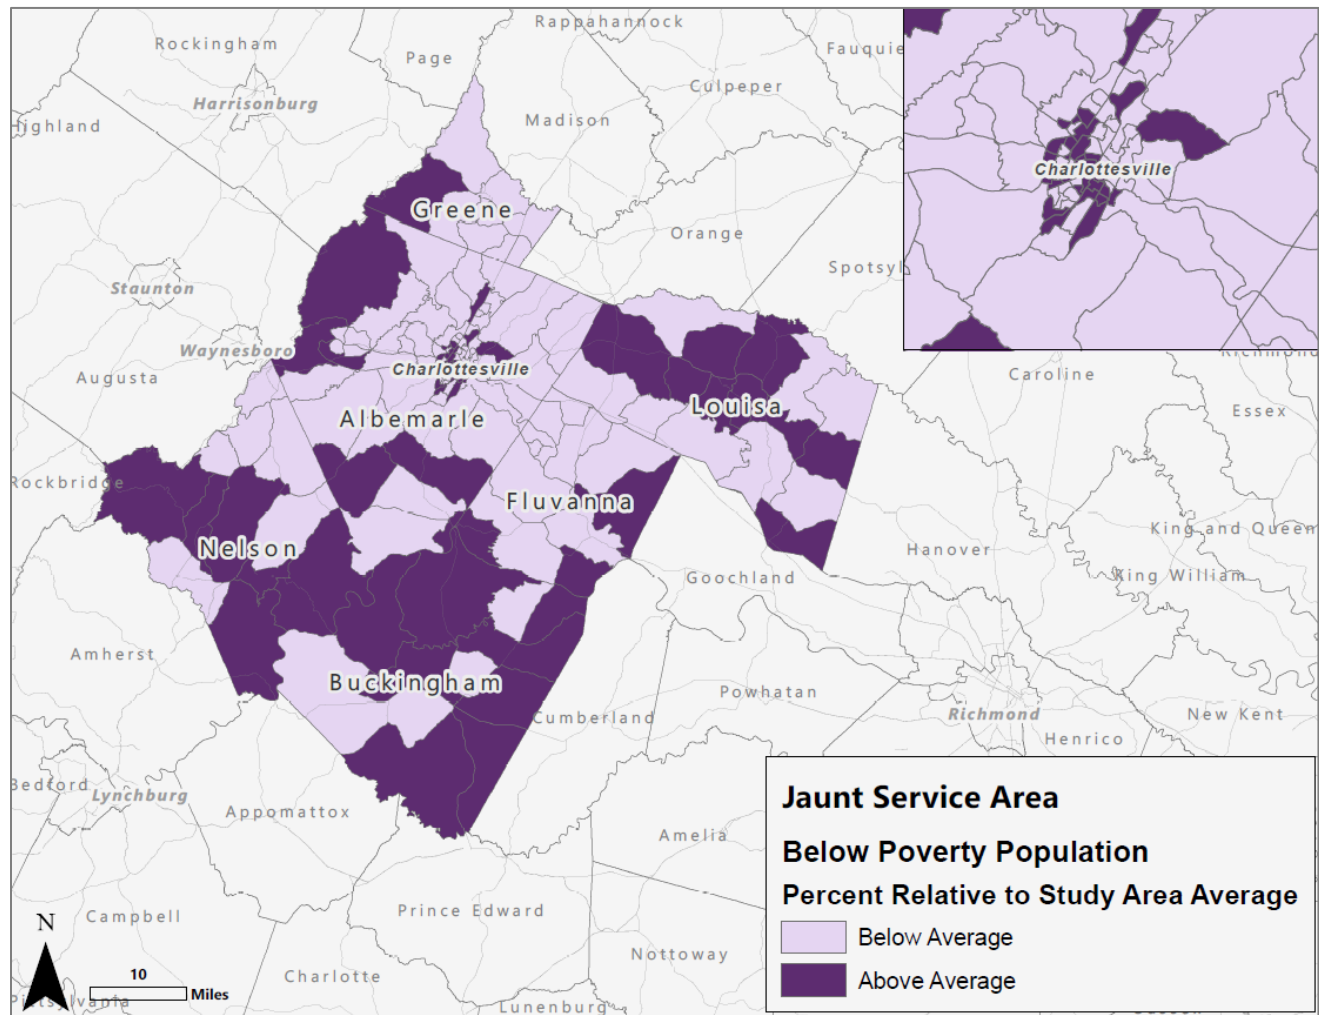 Rappahannock
Rockingham
Page
Fauquie
Culpeper
Harrisonburg
Highland
Madison
Charlottesville
Greene
Orange
Spotsyl
Staunton
Waynesboro
Richmond
Charlottesville
Caroline
Augusta
Louisa
Essex
Albemarle
Rockbridge
Fluvanna
King and Queen
Nelson
Hanover
Goochland
King William
Amherst
Buckingham
Powhatan
Cumberland
Richmond
New Kent
Henrico
Bedford
Lynchburg
Appomattox
Jaunt Service Area
Amelia
Below Poverty Population
Percent Relative to Study Area Average
Below Average
Above Average
Campbell
Prince Edward
N
Nottoway
Charlotte
10
Miles
Pittsylvania
Lunenburg